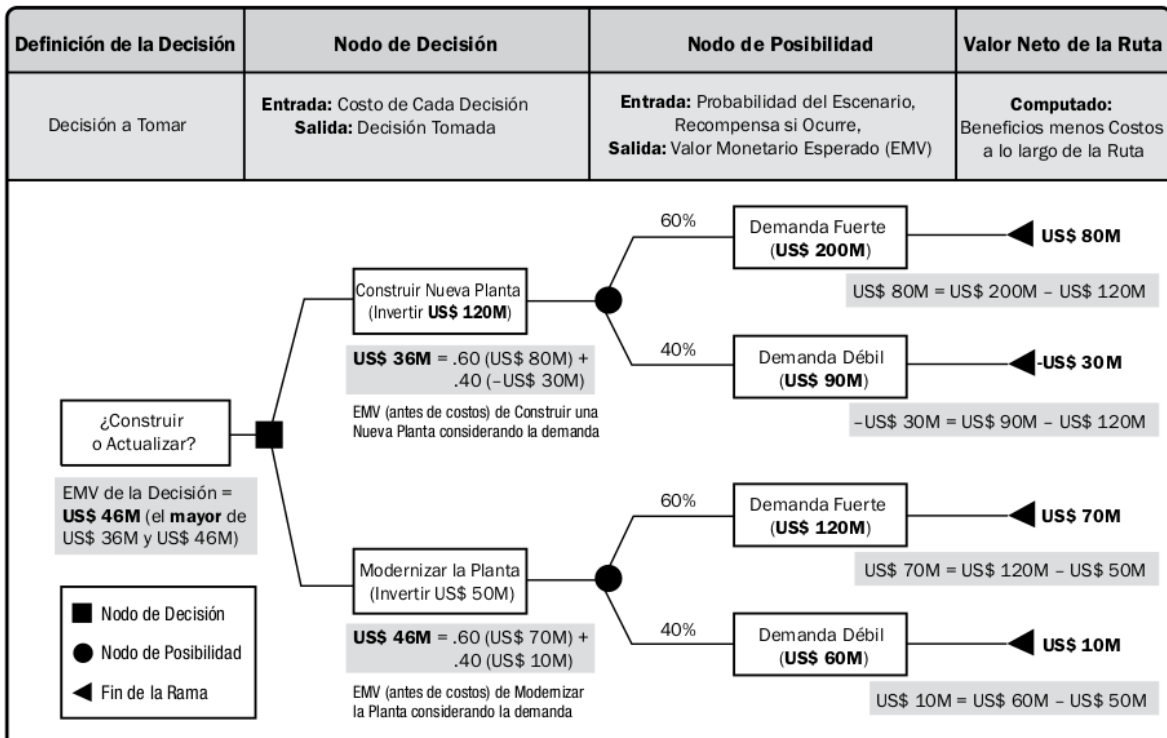 Definición de la Decisión
Nodo de Decisión
Nodo de Posibilidad
Valor Neto de la Ruta
Decisión a Tomar
Entrada: Costo de Cada Decisión
Salida: Decisión Tomada
Entrada: Probabilidad del Escenario,
Recompensa si Ocurre,
Salida: Valor Monetario Esperado (EMV)
Computado:
Beneficios menos Costos
a lo largo de la Ruta
¿Construir
o Actualizar?
EMV de la Decisión =
US$ 46M (el mayor de
US$ 36M y US$ 46M)
Construir Nueva Planta
(Invertir US$ 120M)
US$ 36M = .60 (US$ 80M) +
.40 (–US$ 30M)
EMV (antes de costos) de Construir una
Nueva Planta considerando la demanda
60%
Demanda Fuerte
(US$ 200M)
US$ 80M
US$ 80M = US$ 200M – US$ 120M
40%
Demanda Débil
(US$ 90M)
-US$ 30M
–US$ 30M = US$ 90M – US$ 120M
Modernizar la Planta
(Invertir US$ 50M)
US$ 46M = .60 (US$ 70M) +
.40 (US$ 10M)
EMV (antes de costos) de Modernizar
la Planta considerando la demanda
60%
Demanda Fuerte
(US$ 120M)
US$ 70M
US$ 70M = US$ 120M – US$ 50M
40%
Demanda Débil
(US$ 60M)
US$ 10M
US$ 10M = US$ 60M – US$ 50M
Nodo de Decisión
Nodo de Posibilidad
Fin de la Rama